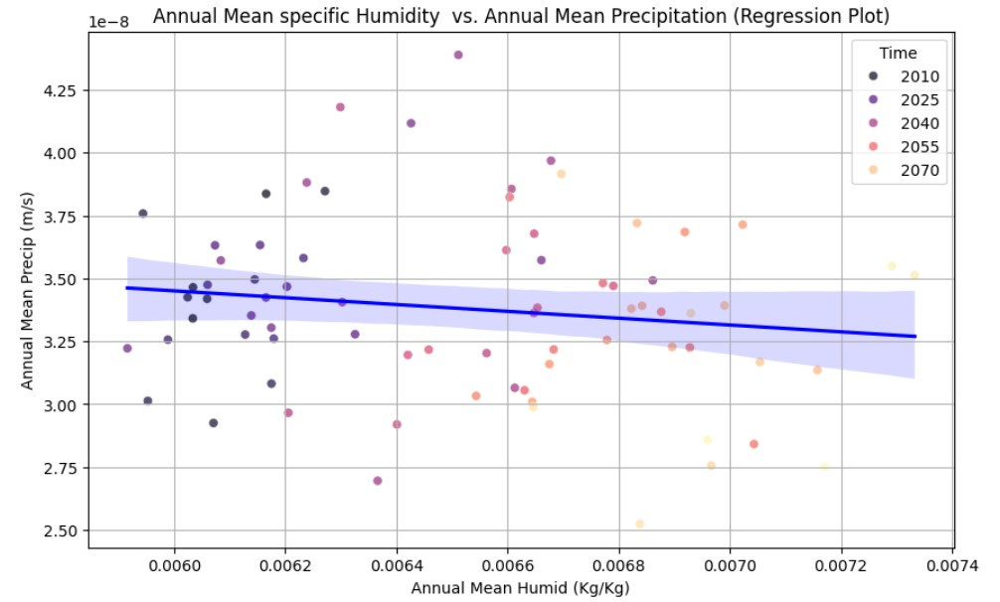 Annual Mean specific Humidity  vs. Annual Mean Precipitation (Regression Plot)
1e−8
Time
2010
2025
2040
2055
2070
4.25
4.00
3.75
3.50
3.25
3.00
2.75
2.50
Annual Mean Precip (m/s)
0.0060 0.0062 0.0064 0.0066 0.0068 0.0070 0.0072 0.0074
Annual Mean Humid (Kg/Kg)